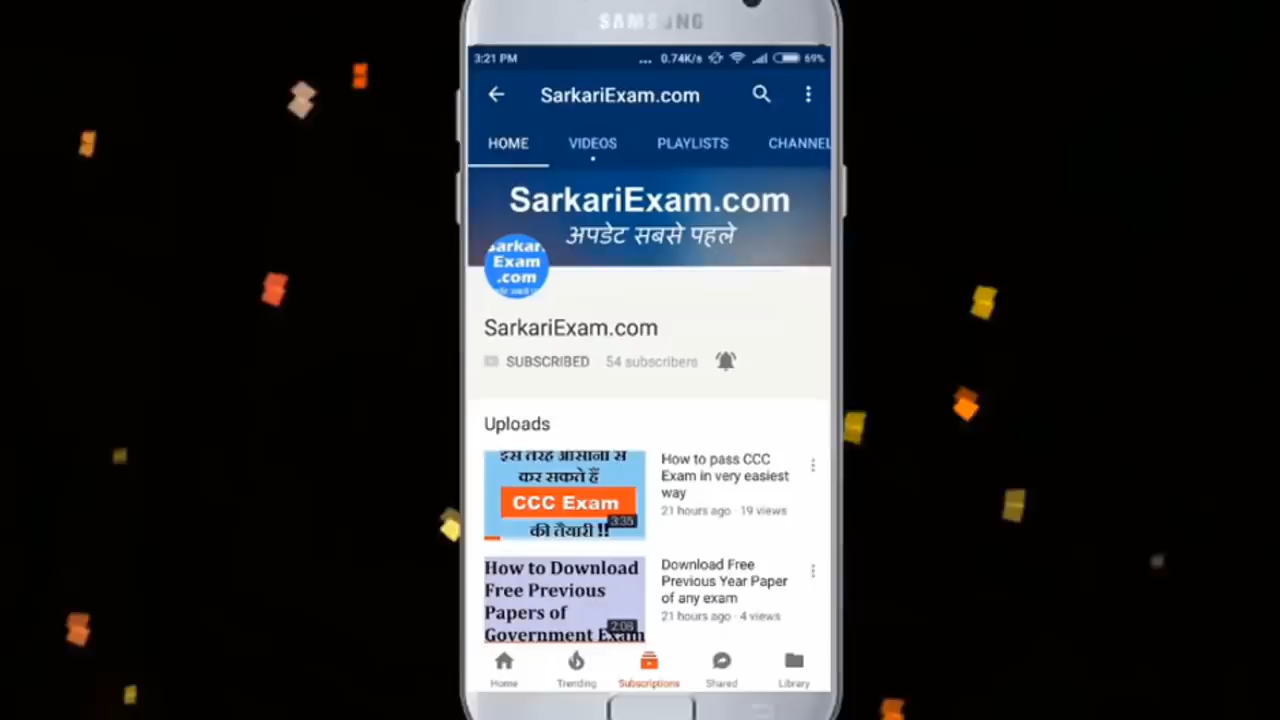 SAMSUNG
3:21 PM ... 0.74K/s 69%
SarkariExam.com
HOME VIDEOS PLAYLISTS CHANNEL
SarkariExam.com
अपडेट सबसे पहले
Sarkari
Exam
.com
SarkariExam.com
SUBSCRIBED 54 subscribers
Uploads
इस तरह आसानी से
कर सकते हैं
CCC Exam
3:35
की तैयारी !!
How to pass CCC
Exam in very easiest
way
21 hours ago · 19 views
How to Download
Free Previous
Papers of
2:08
Government Exam
Download Free
Previous Year Paper
of any exam
21 hours ago · 4 views
Home Trending Subscriptions Shared Library